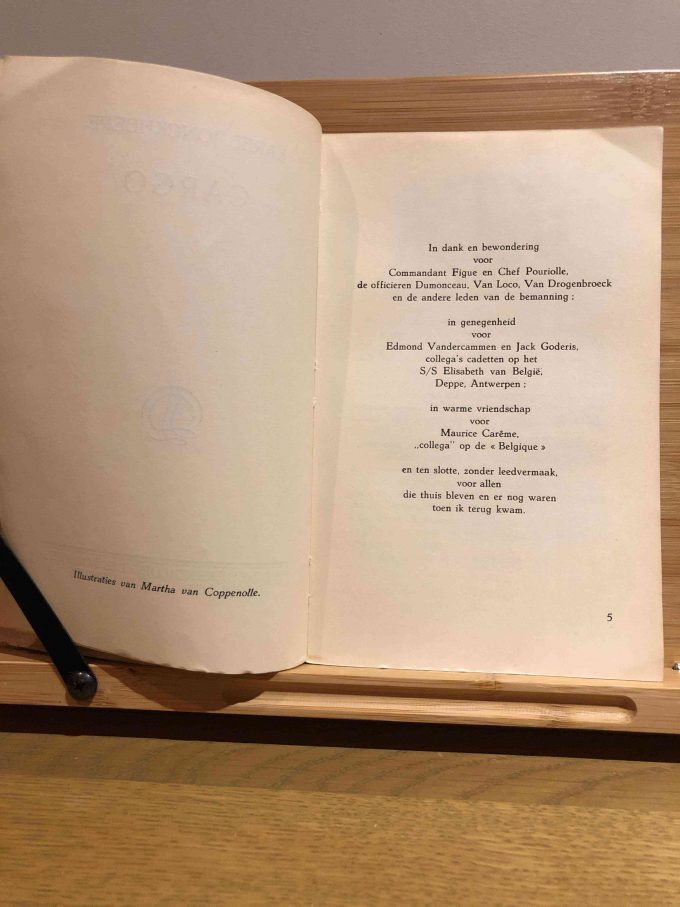 Illustraties van Martha van Coppenolle.
In dank en bewondering
voor
Commandant Figue en Chef Pouriolle,
de officieren Dumonceau, Van Loco, Van Drogenbroeck
en de andere leden van de bemanning ;
in genegenheid
voor
Edmond Vandercammen en Jack Goderis,
collega's cadetten op het
S/S Elisabeth van België,
Deppe, Antwerpen ;
in warme vriendschap
voor
Maurice Carême,
„collega" op de « Belgique »
en ten slotte, zonder leedvermaak,
voor allen
die thuis bleven en er nog waren
toen ik terug kwam.
5